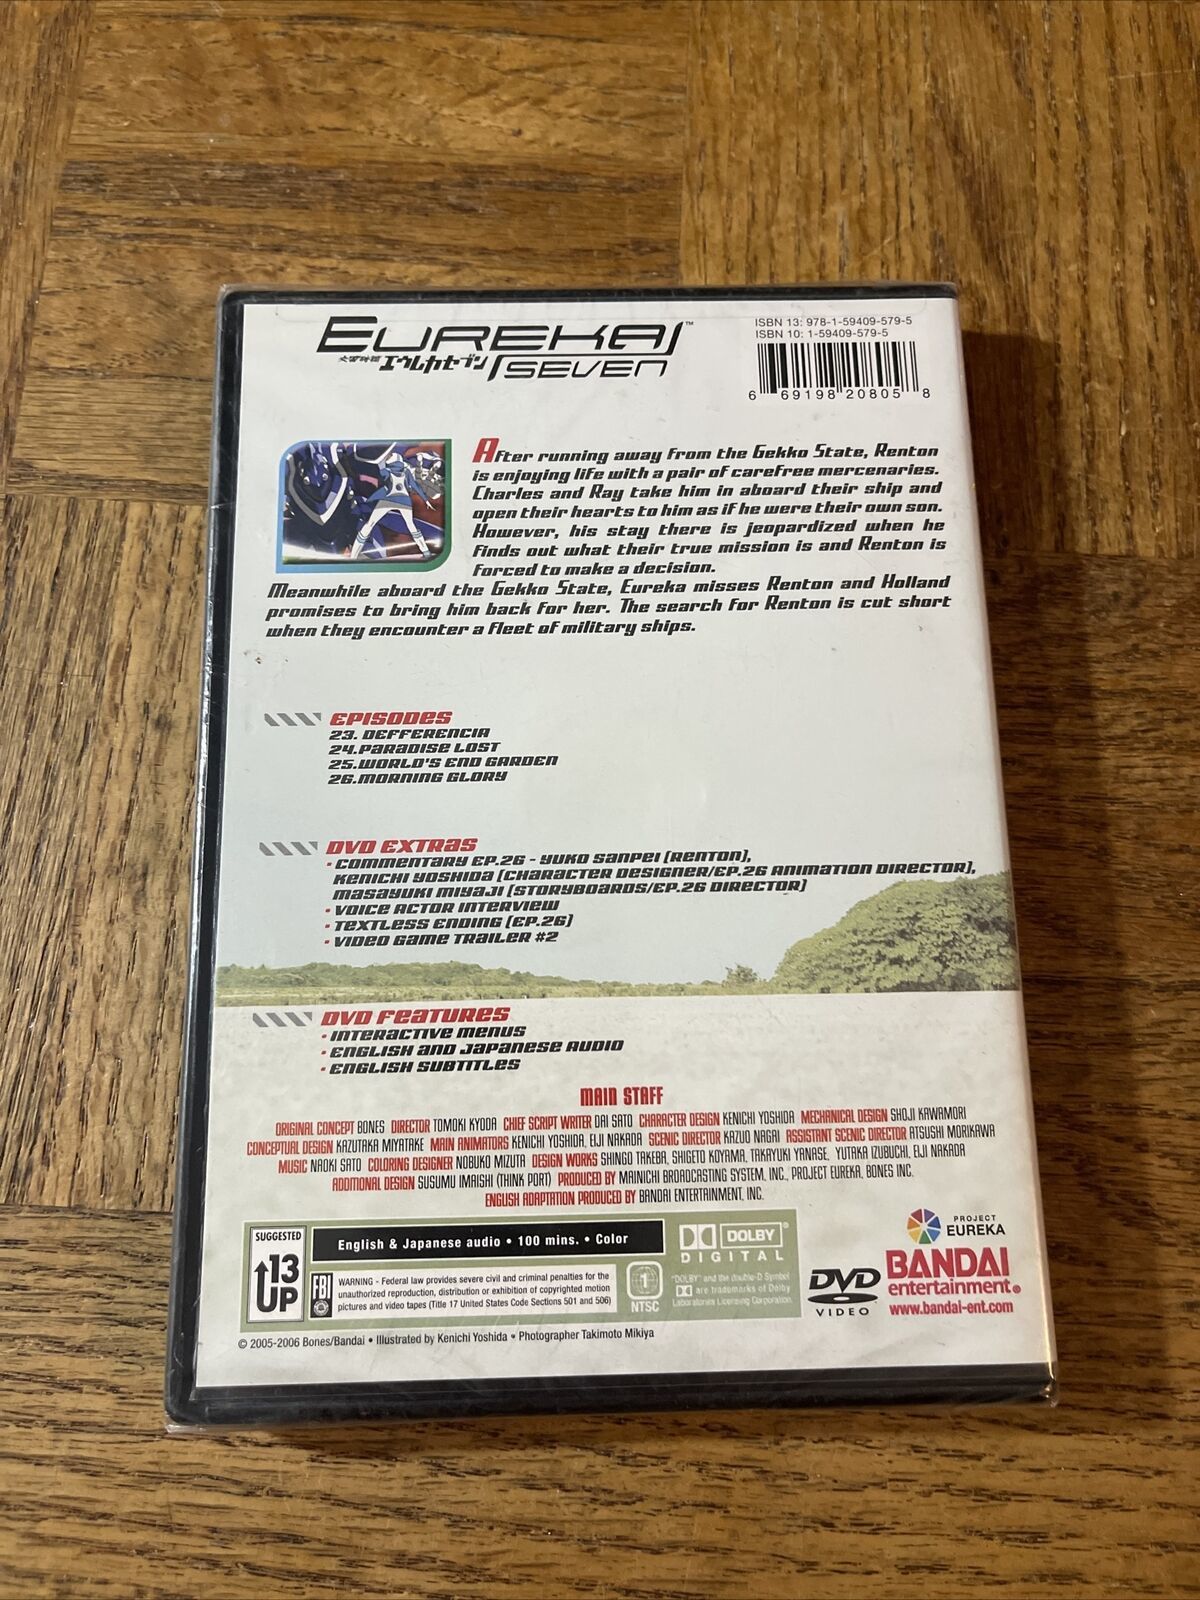 EUREKA SEVEN™
交響詩篇 エウレカセブン
ISBN 13: 978-1-59409-579-5
ISBN 10: 1-59409-579-5
6 69198 20805 8
After running away from the Gekko State, Renton
is enjoying life with a pair of carefree mercenaries.
Charles and Ray take him in aboard their ship and
open their hearts to him as if he were their own son.
However, his stay there is jeopardized when he
finds out what their true mission is and Renton is
forced to make a decision.
Meanwhile aboard the Gekko State, Eureka misses Renton and Holland
promises to bring him back for her. The search for Renton is cut short
when they encounter a fleet of military ships.
EPISODES
23. DEFFERENCIA
24.PARADISE LOST
25.WORLD'S END GARDEN
26.MORNING GLORY
DVD EXTRAS
· COMMENTARY EP.26 - YUKO SANPEI (RENTON),
KENICHI YOSHIDA (CHARACTER DESIGNER/EP.26 ANIMATION DIRECTOR),
MASAYUKI MIYAJI (STORYBOARDS/EP.26 DIRECTOR)
· VOICE ACTOR INTERVIEW
· TEXTLESS ENDING (EP.26)
· VIDEO GAME TRAILER #2
DVD FEATURES
· INTERACTIVE MENUS
· ENGLISH AND JAPANESE AUDIO
· ENGLISH SUBTITLES
MAIN STAFF
ORIGINAL CONCEPT BONES DIRECTOR TOMOKI KYODA CHIEF SCRIPT WRITER DAI SATO CHARACTER DESIGN KENICHI YOSHIDA MECHANICAL DESIGN SHOJI KAWAMORI
CONCEPTUAL DESIGN KAZUTAKA MIYATAKE MAIN ANIMATORS KENICHI YOSHIDA, EIJI NAKADA SCENIC DIRECTOR KAZUO NAGAI ASSISTANT SCENIC DIRECTOR ATSUSHI MORIKAWA
MUSIC NAOKI SATO COLORING DESIGNER NOBUKO MIZUTA DESIGN WORKS SHINGO TAKEBA, SHIGETO KOYAMA, TAKAYUKI YANASE, YUTAKA IZUBUCHI, EIJI NAKADA
ADDITIONAL DESIGN SUSUMU IMAISHI (THINK PORT) PRODUCED BY MAINICHI BROADCASTING SYSTEM, INC., PROJECT EUREKA, BONES INC.
ENGLISH ADAPTATION PRODUCED BY BANDAI ENTERTAINMENT, INC.
SUGGESTED
13
UP
English & Japanese audio • 100 mins. • Color
FBI
WARNING - Federal law provides severe civil and criminal penalties for the
unauthorized reproduction, distribution or exhibition of copyrighted motion
pictures and video tapes (Title 17 United States Code Sections 501 and 506)
1
NTSC
DOLBY®
DIGITAL
"DOLBY" and the double-D Symbol
are trademarks of Dolby
Laboratories Licensing Corporation.
DVD
VIDEO
PROJECT
EUREKA
BANDAI
entertainment®
www.bandai-ent.com
© 2005-2006 Bones/Bandai • Illustrated by Kenichi Yoshida • Photographer Takimoto Mikiya